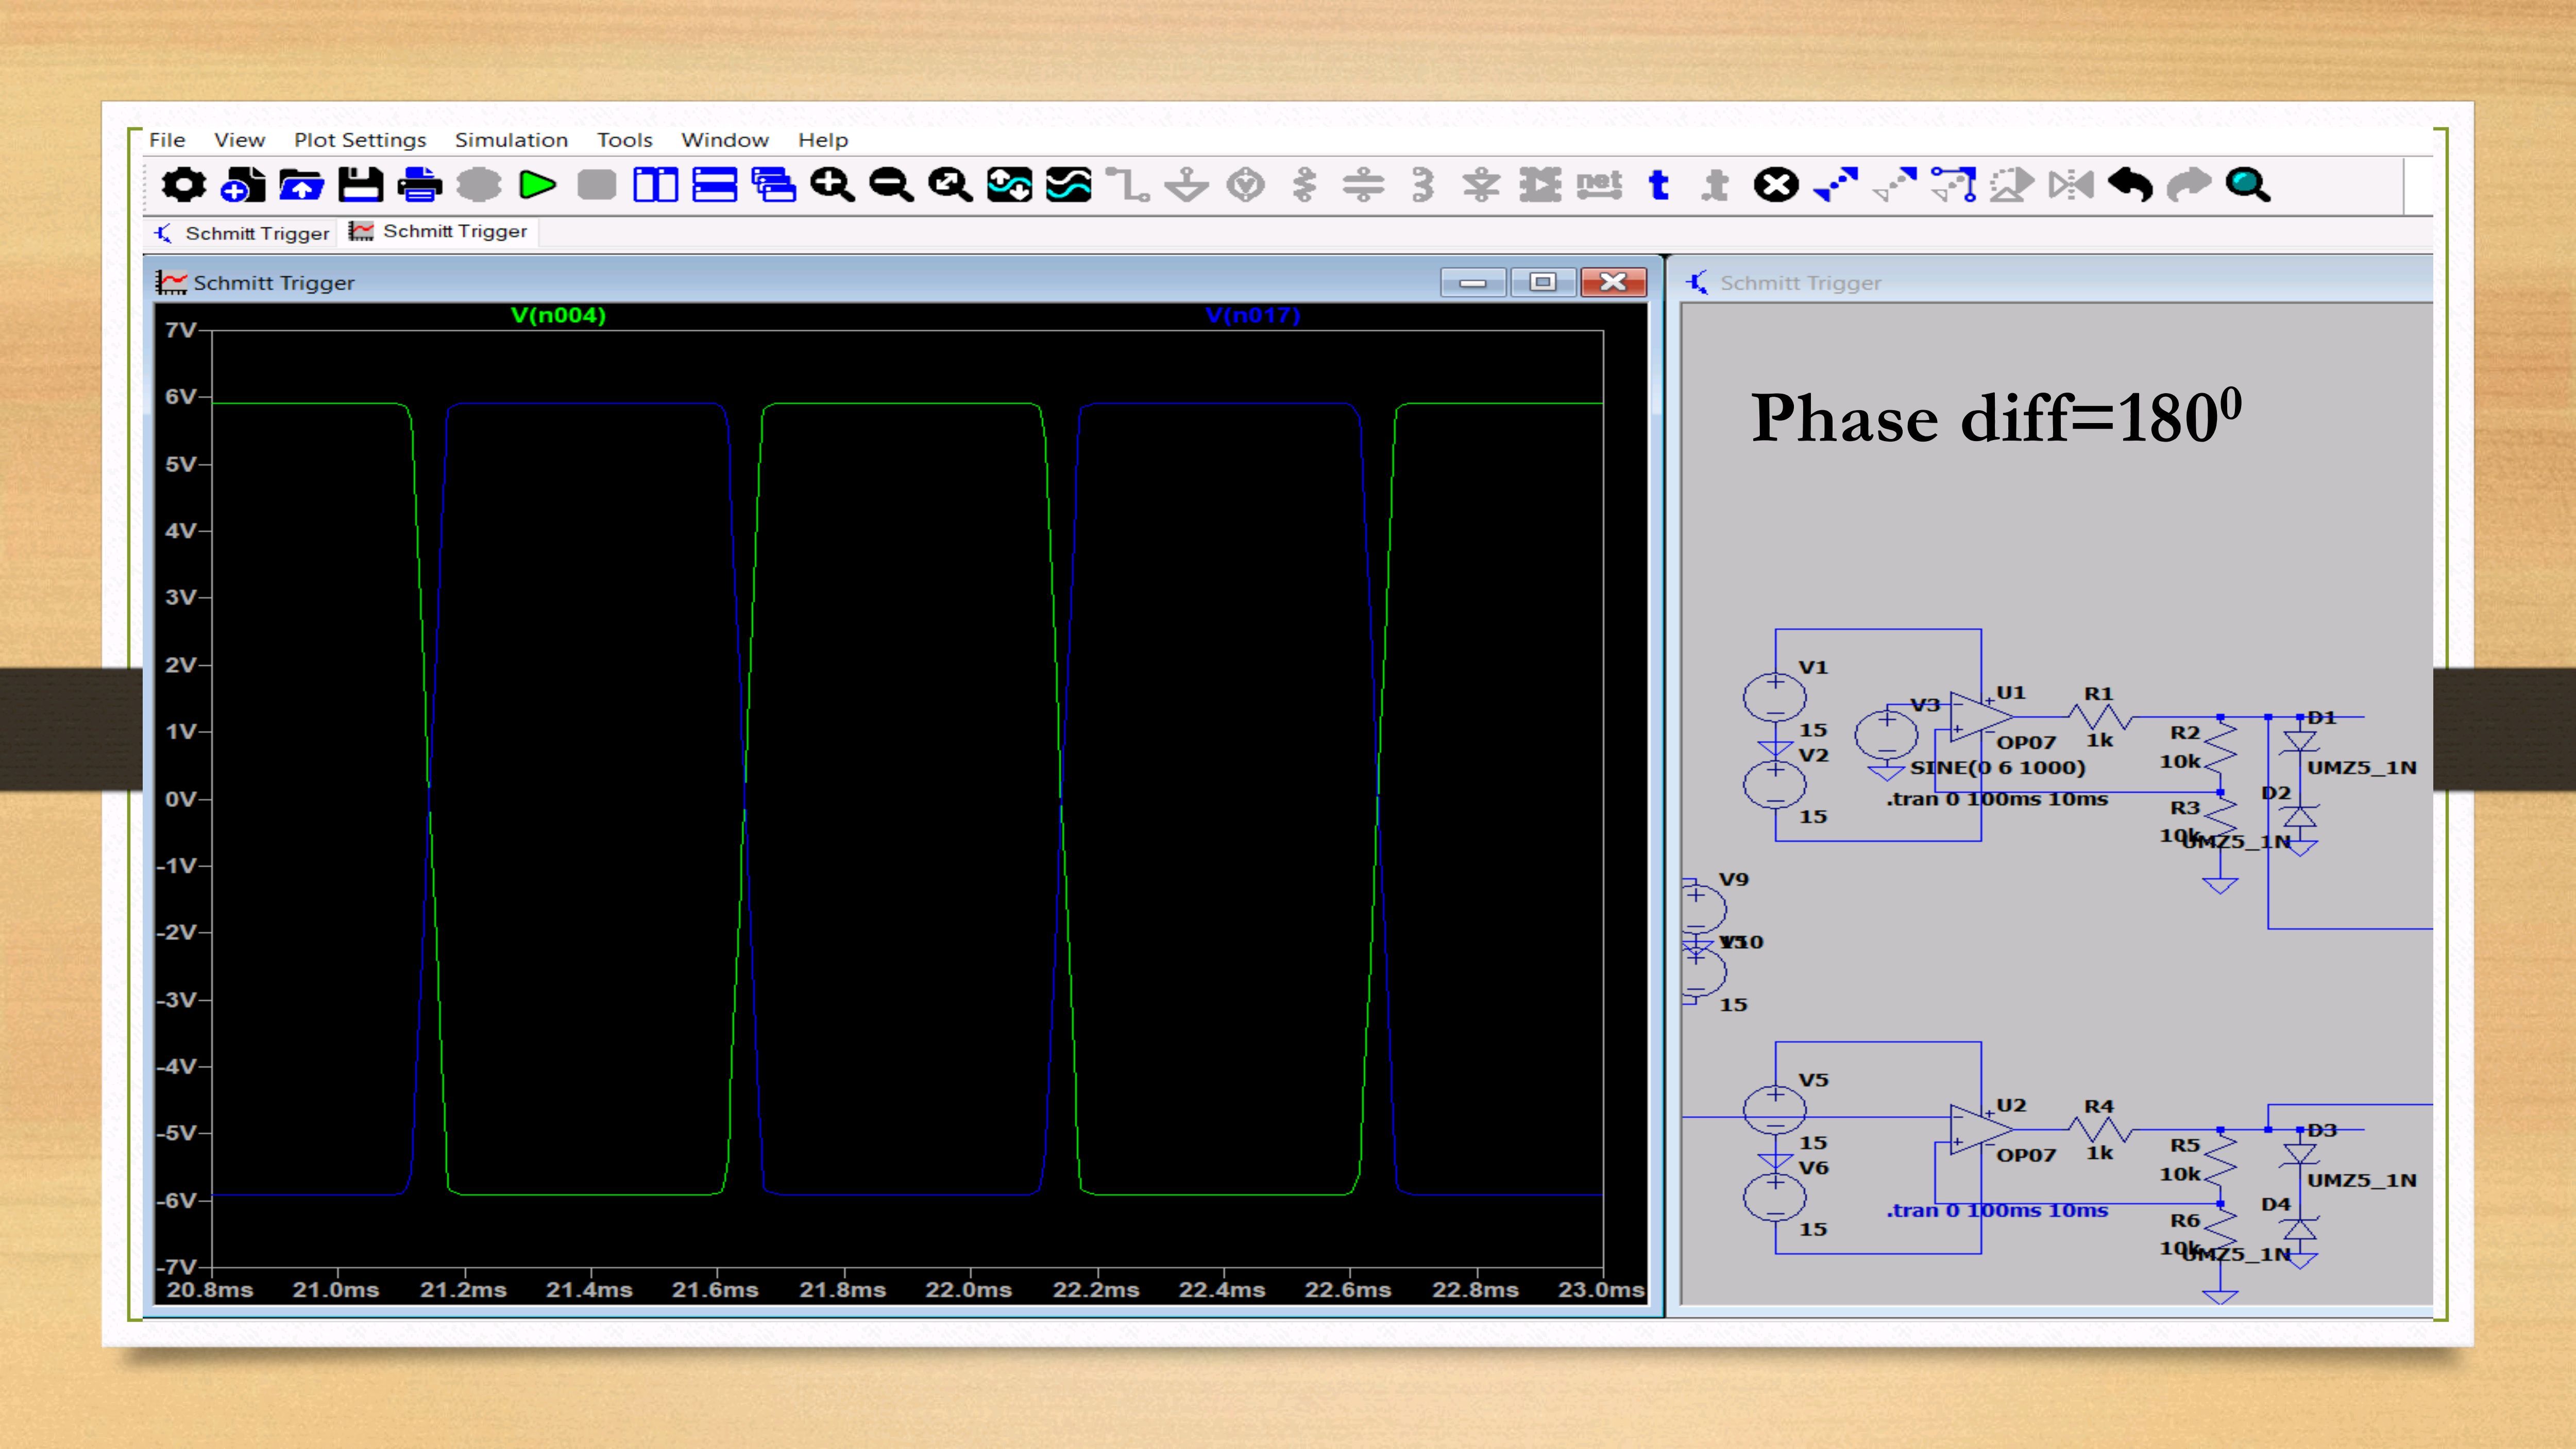 File View Plot Settings Simulation Tools Window Help
net t .t
Schmitt Trigger Schmitt Trigger
Schmitt Trigger
V(n004) V(n017)
7V
6V
5V
4V
3V
2V
1V
0V
-1V
-2V
-3V
-4V
-5V
-6V
-7V
20.8ms 21.0ms 21.2ms 21.4ms 21.6ms 21.8ms 22.0ms 22.2ms 22.4ms 22.6ms 22.8ms 23.0ms
Schmitt Trigger
Phase diff=180⁰
V1
15
V2
15
V3
SINE(0 6 1000)
U1
OP07
R1
1k
.tran 0 100ms 10ms
R2
10k
R3
10k
D1
UMZ5_1N
D2
UMZ5_1N
V9
15
V10
15
V5
15
V6
15
U2
OP07
R4
1k
.tran 0 100ms 10ms
R5
10k
R6
10k
D3
UMZ5_1N
D4
UMZ5_1N